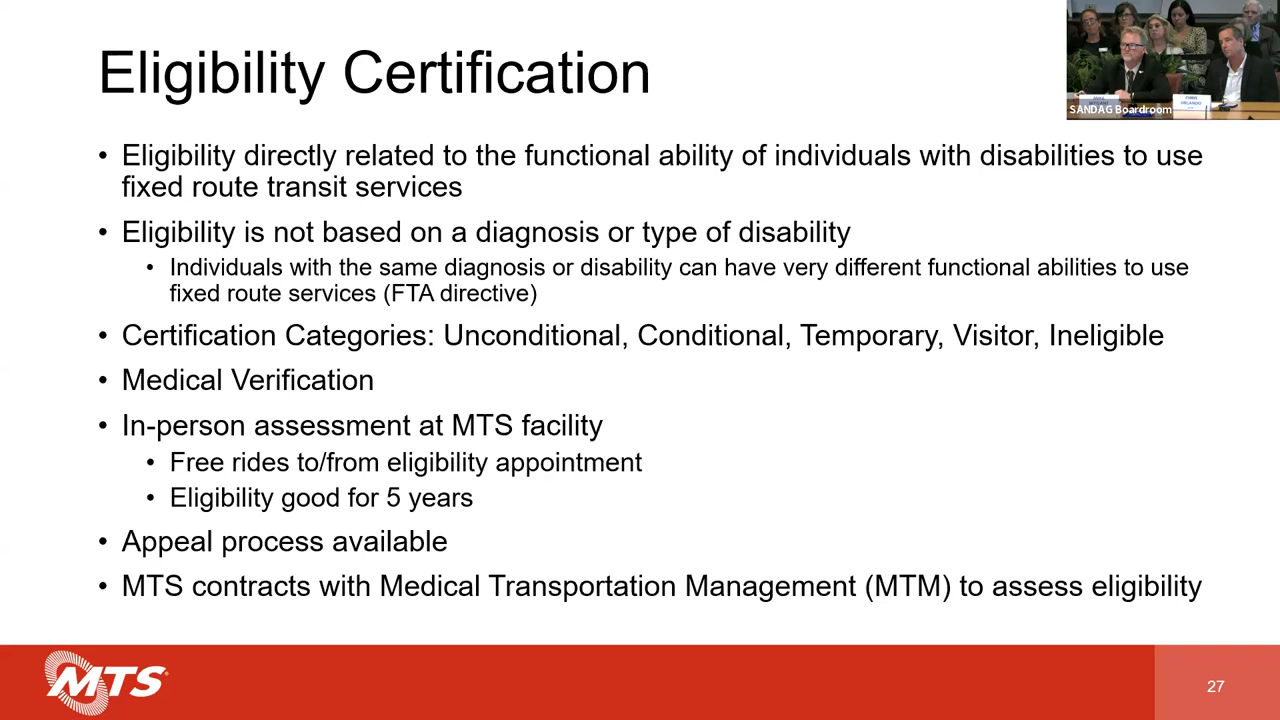 Eligibility Certification
SANDAG Boardroom
CHRIS
ORLANDO
• Eligibility directly related to the functional ability of individuals with disabilities to use
fixed route transit services
• Eligibility is not based on a diagnosis or type of disability
• Individuals with the same diagnosis or disability can have very different functional abilities to use
fixed route services (FTA directive)
• Certification Categories: Unconditional, Conditional, Temporary, Visitor, Ineligible
• Medical Verification
• In-person assessment at MTS facility
• Free rides to/from eligibility appointment
• Eligibility good for 5 years
• Appeal process available
• MTS contracts with Medical Transportation Management (MTM) to assess eligibility
MTS
27